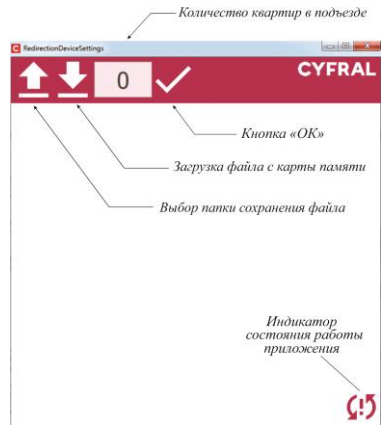 Количество квартир в подъезде
RedirectionDeviceSettings
0
CYFRAL
Кнопка «ОК»
Загрузка файла с карты памяти
Выбор папки сохранения файла
Индикатор
состояния работы
приложения